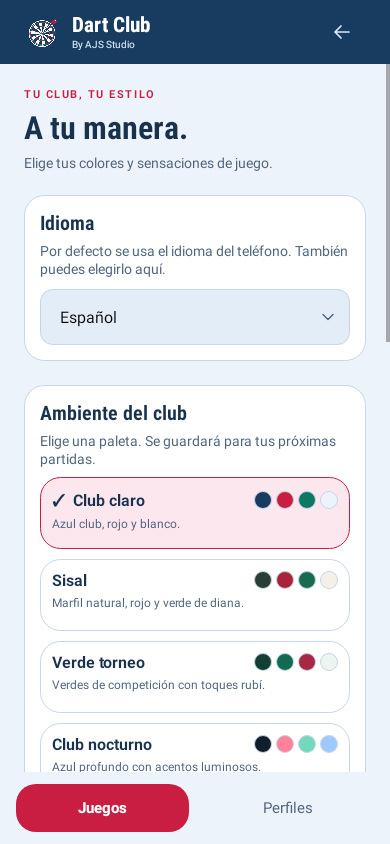 Dart Club
By AJS Studio
TU CLUB, TU ESTILO
A tu manera.
Elige tus colores y sensaciones de juego.
Idioma
Por defecto se usa el idioma del teléfono. También
puedes elegirlo aquí.
Español
Ambiente del club
Elige una paleta. Se guardará para tus próximas
partidas.
✓ Club claro
Azul club, rojo y blanco.
Sisal
Marfil natural, rojo y verde de diana.
Verde torneo
Verdes de competición con toques rubí.
Club nocturno
Azul profundo con acentos luminosos.
Juegos
Perfiles